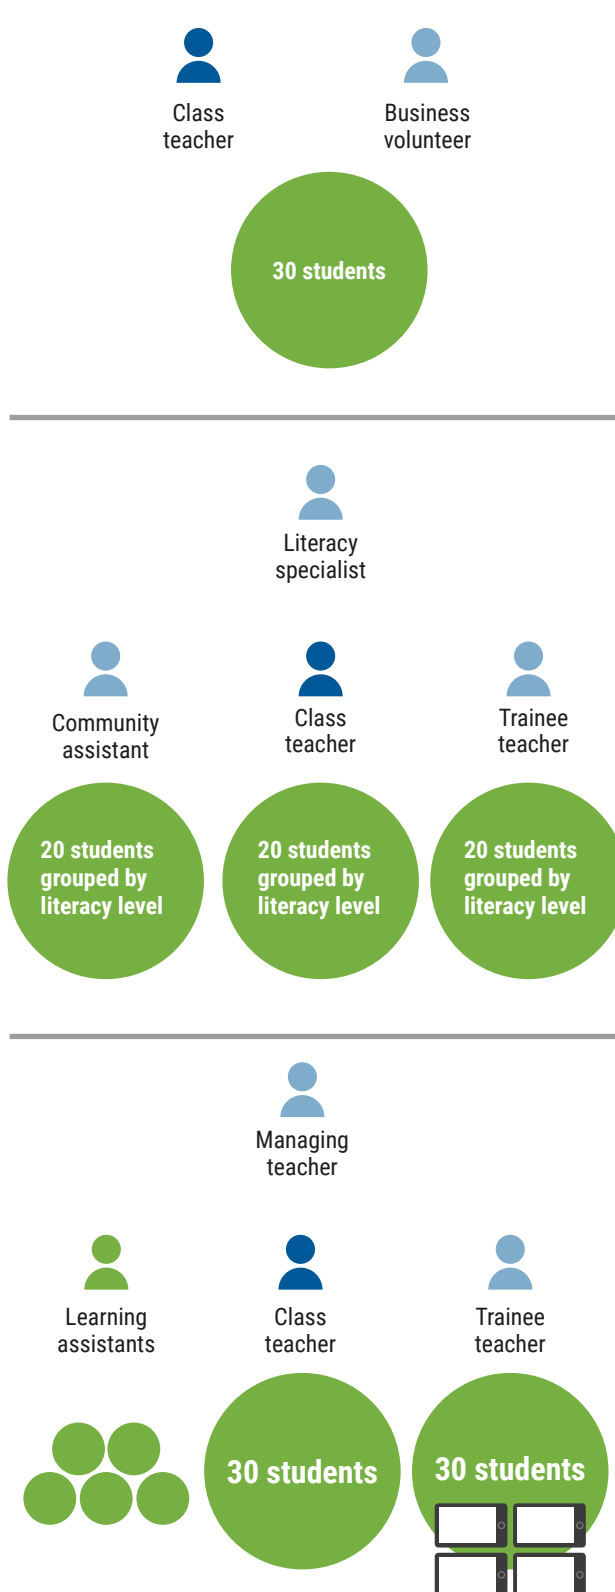 Class
teacher
Business
volunteer
30 students
Literacy
specialist
Community
assistant
Class
teacher
Trainee
teacher
20 students
grouped by
literacy level
20 students
grouped by
literacy level
20 students
grouped by
literacy level
Managing
teacher
Learning
assistants
Class
teacher
Trainee
teacher
30 students
30 students